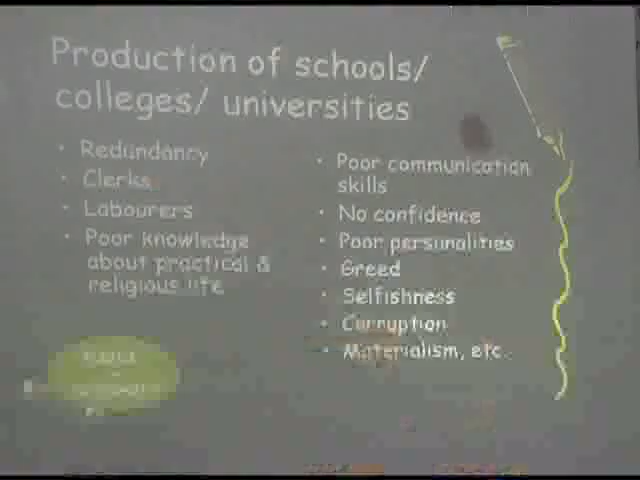 Production of schools/
colleges/ universities
• Redundancy
• Clerks
• Labourers
• Poor knowledge
about practical &
religious life
• Poor communication
skills
• No confidence
• Poor personalities
• Greed
• Selfishness
• Corruption
• Materialism, etc.